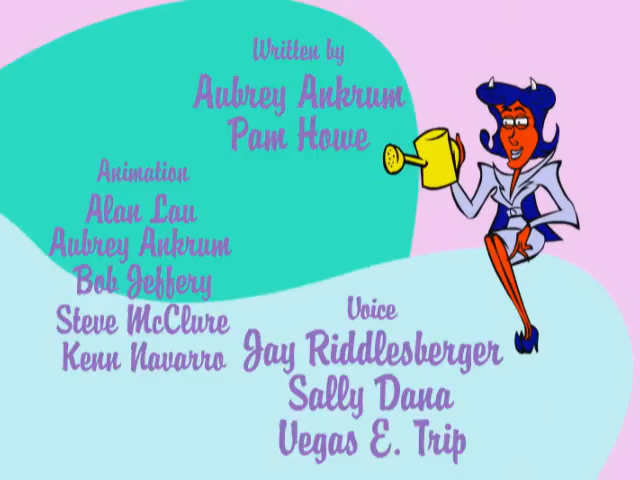 Written by
Aubrey Ankrum
Pam Howe
Animation
Alan Lau
Aubrey Ankrum
Bob Jeffery
Steve McClure
Kenn Navarro
Voice
Jay Riddlesberger
Sally Dana
Vegas E. Trip